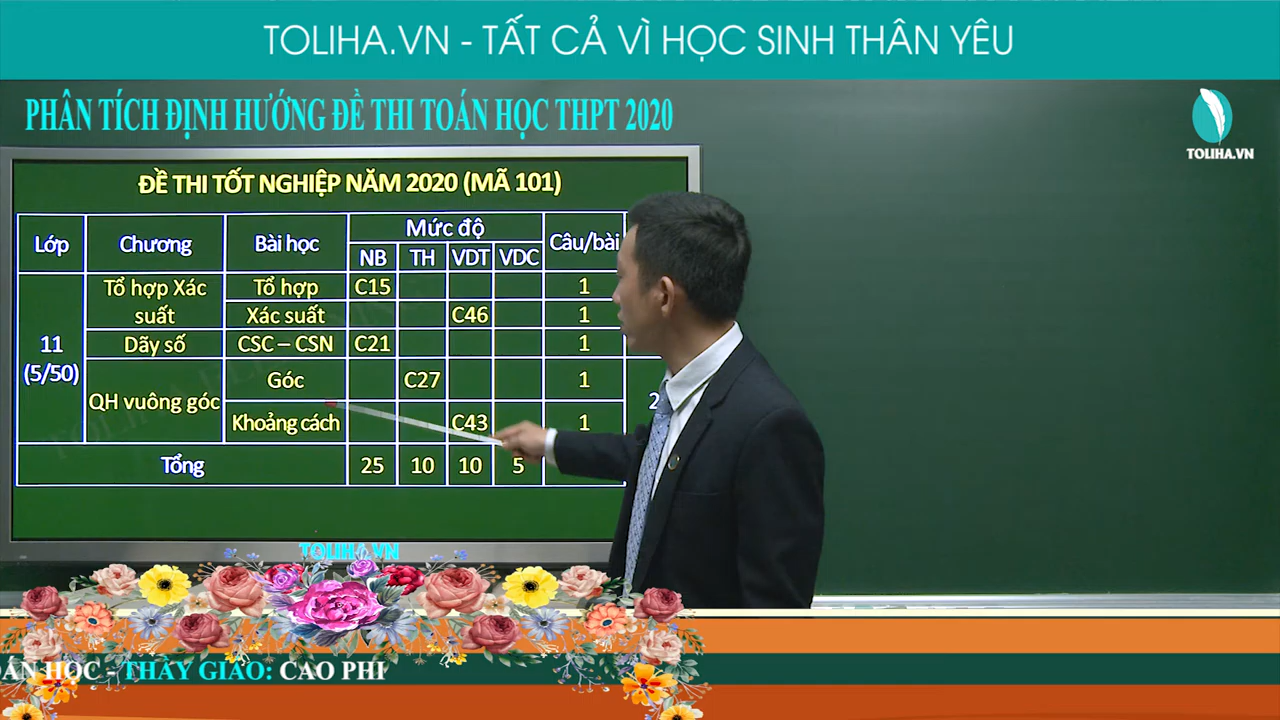 TOLIHA.VN - TẤT CẢ VÌ HỌC SINH THÂN YÊU
PHÂN TÍCH ĐỊNH HƯỚNG ĐỀ THI TOÁN HỌC THPT 2020
TOLIHA.VN
ĐỀ THI TỐT NGHIỆP NĂM 2020 (MÃ 101)
Lớp Chương Bài học Mức độ Câu/bài
NB TH VDT VDC
11 (5/50)
Tổ hợp Xác suất
Tổ hợp C15 1
Xác suất C46 1
Dãy số CSC – CSN C21 1
QH vuông góc
Góc C27 1
Khoảng cách C43 1
2
Tổng 25 10 10 5
TOLIHA.VN
HỌC - THẦY GIÁO: CAO PHI